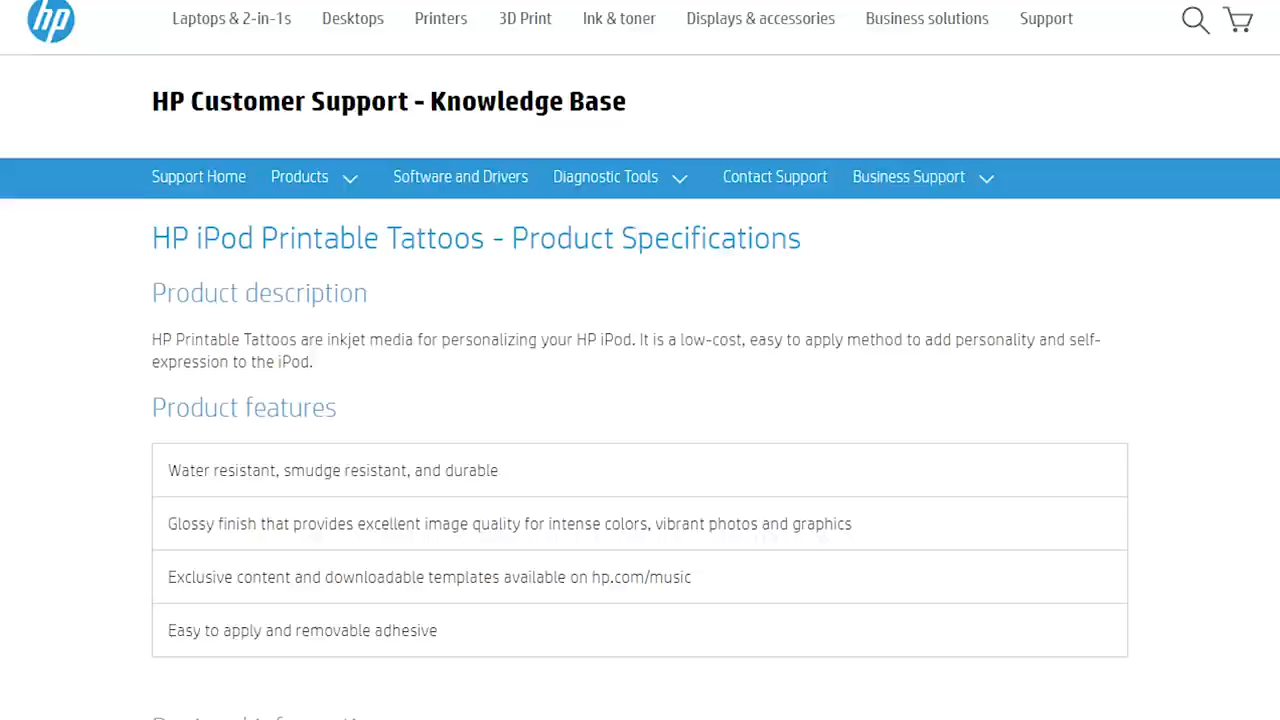 hp
Laptops & 2-in-1s Desktops Printers 3D Print Ink & toner Displays & accessories Business solutions Support
HP Customer Support - Knowledge Base
Support Home Products Software and Drivers Diagnostic Tools Contact Support Business Support
HP iPod Printable Tattoos - Product Specifications
Product description
HP Printable Tattoos are inkjet media for personalizing your HP iPod. It is a low-cost, easy to apply method to add personality and self-
expression to the iPod.
Product features
Water resistant, smudge resistant, and durable
Glossy finish that provides excellent image quality for intense colors, vibrant photos and graphics
Exclusive content and downloadable templates available on hp.com/music
Easy to apply and removable adhesive